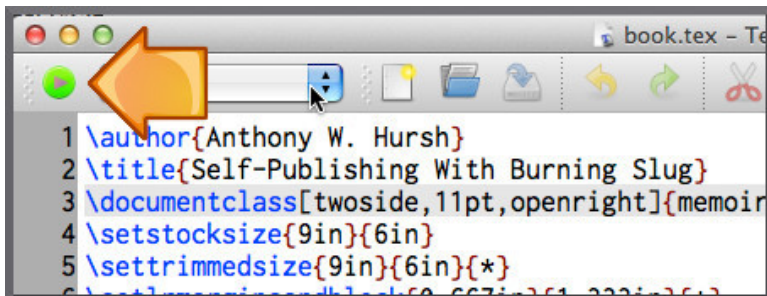 book.tex – Te
1 \author{Anthony W. Hursh}
2 \title{Self-Publishing With Burning Slug}
3 \documentclass[twoside,11pt,openright]{memoir
4 \setstocksize{9in}{6in}
5 \settrimmedsize{9in}{6in}{*}